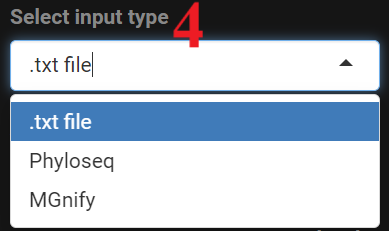 Select input type 4
.txt file
.txt file
Phyloseq
MGnify